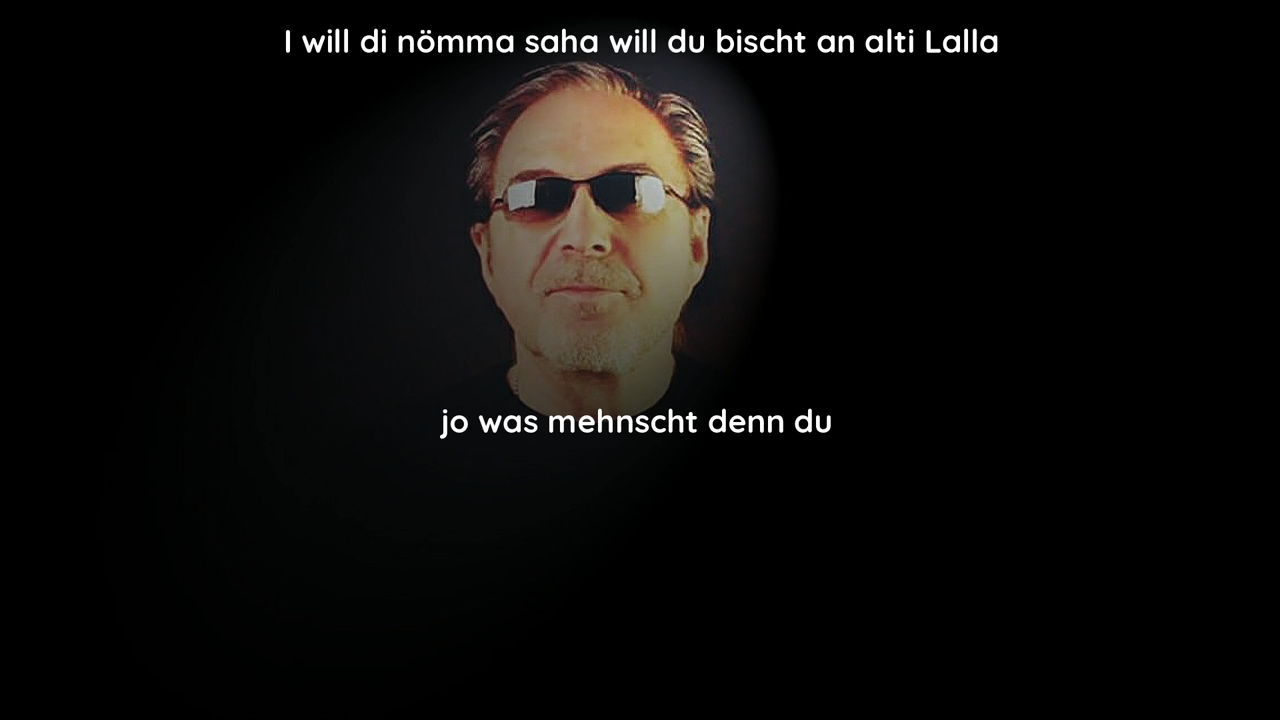 I will di nömma saha will du bischt an alti Lalla
jo was mehnscht denn du